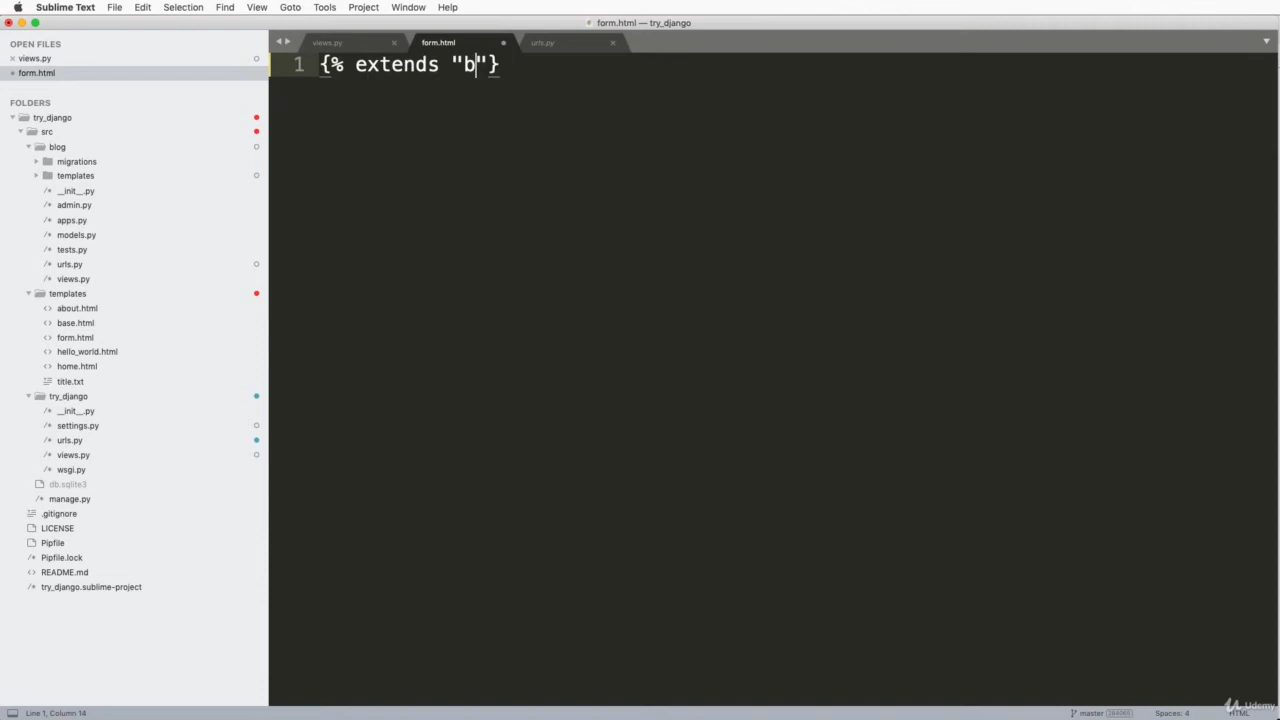 Sublime Text File Edit Selection Find View Goto Tools Project Window Help
form.html — try_django
OPEN FILES
views.py
form.html
FOLDERS
try_django
src
blog
migrations
templates
__init__.py
admin.py
apps.py
models.py
tests.py
urls.py
views.py
templates
about.html
base.html
form.html
hello_world.html
home.html
title.txt
try_django
__init__.py
settings.py
urls.py
views.py
wsgi.py
db.sqlite3
manage.py
.gitignore
LICENSE
Pipfile
Pipfile.lock
README.md
try_django.sublime-project
views.py form.html urls.py
1 {% extends "b"}
Line 1, Column 14 master Spaces: 4 HTML
Udemy